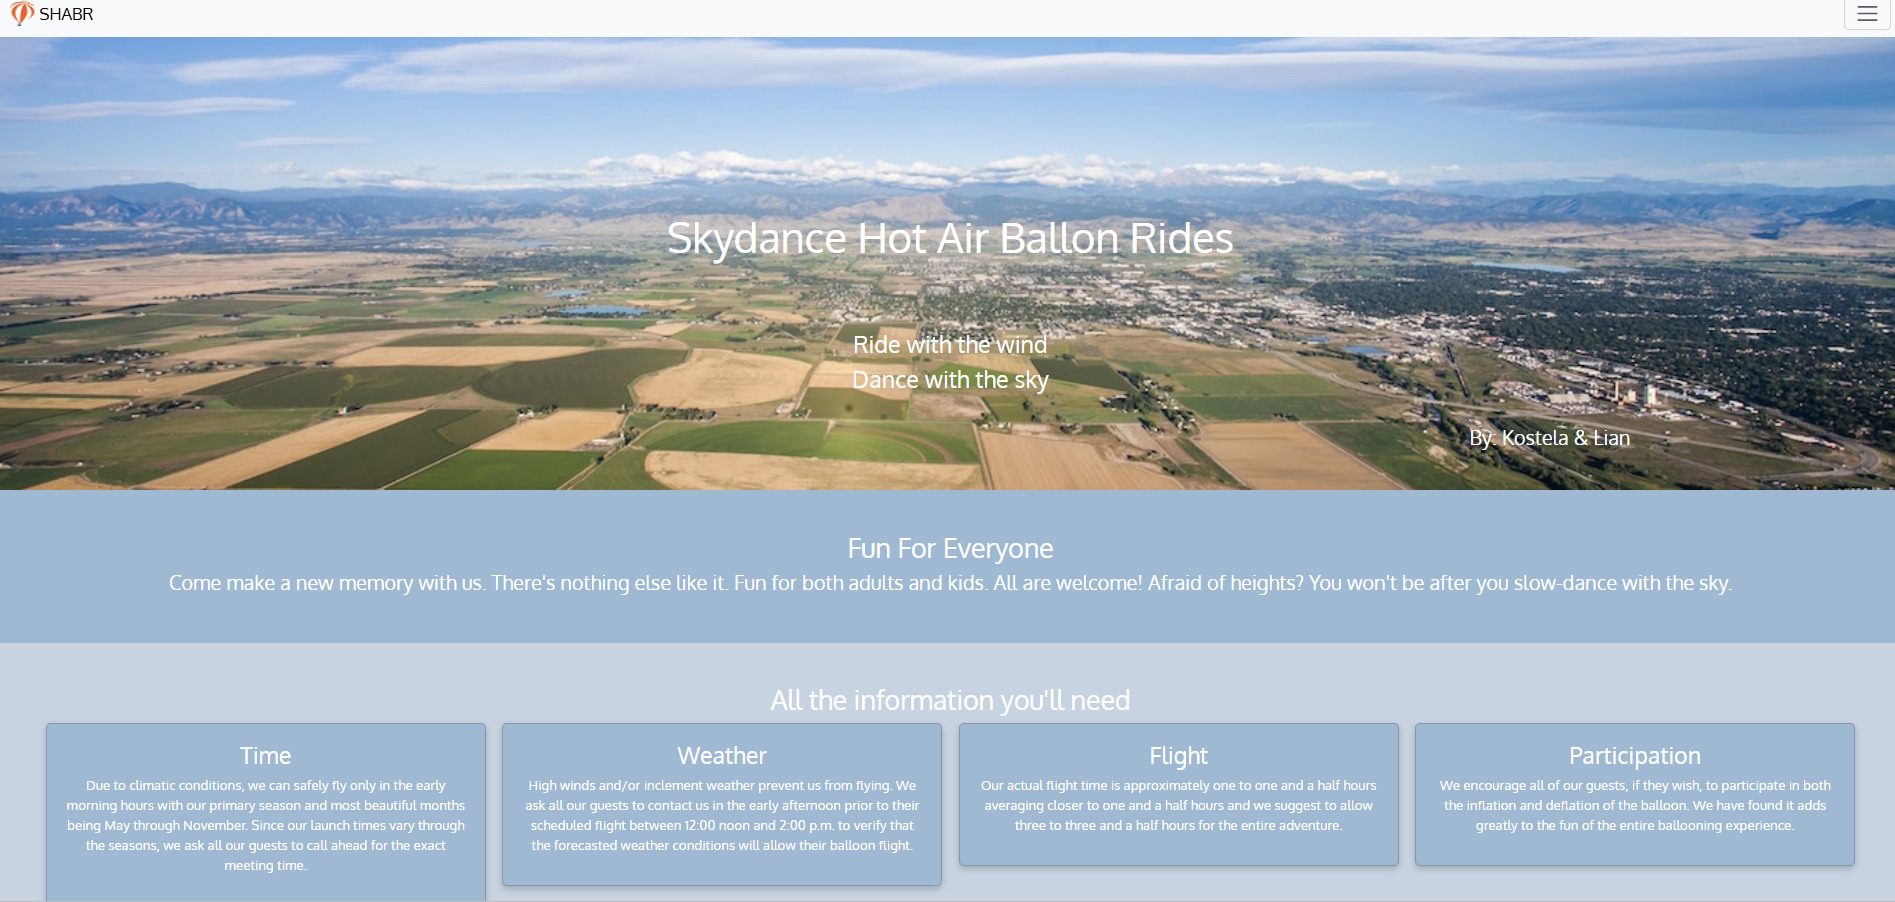 SHABR
Skydance Hot Air Ballon Rides
Ride with the wind
Dance with the sky
By: Kostela & Lian
Fun For Everyone
Come make a new memory with us. There's nothing else like it. Fun for both adults and kids. All are welcome! Afraid of heights? You won't be after you slow-dance with the sky.
All the information you'll need
Time
Due to climatic conditions, we can safely fly only in the early
morning hours with our primary season and most beautiful months
being May through November. Since our launch times vary through
the seasons, we ask all our guests to call ahead for the exact
meeting time.
Weather
High winds and/or inclement weather prevent us from flying. We
ask all our guests to contact us in the early afternoon prior to their
scheduled flight between 12:00 noon and 2:00 p.m. to verify that
the forecasted weather conditions will allow their balloon flight.
Flight
Our actual flight time is approximately one to one and a half hours
averaging closer to one and a half hours and we suggest to allow
three to three and a half hours for the entire adventure.
Participation
We encourage all of our guests, if they wish, to participate in both
the inflation and deflation of the balloon. We have found it adds
greatly to the fun of the entire ballooning experience.